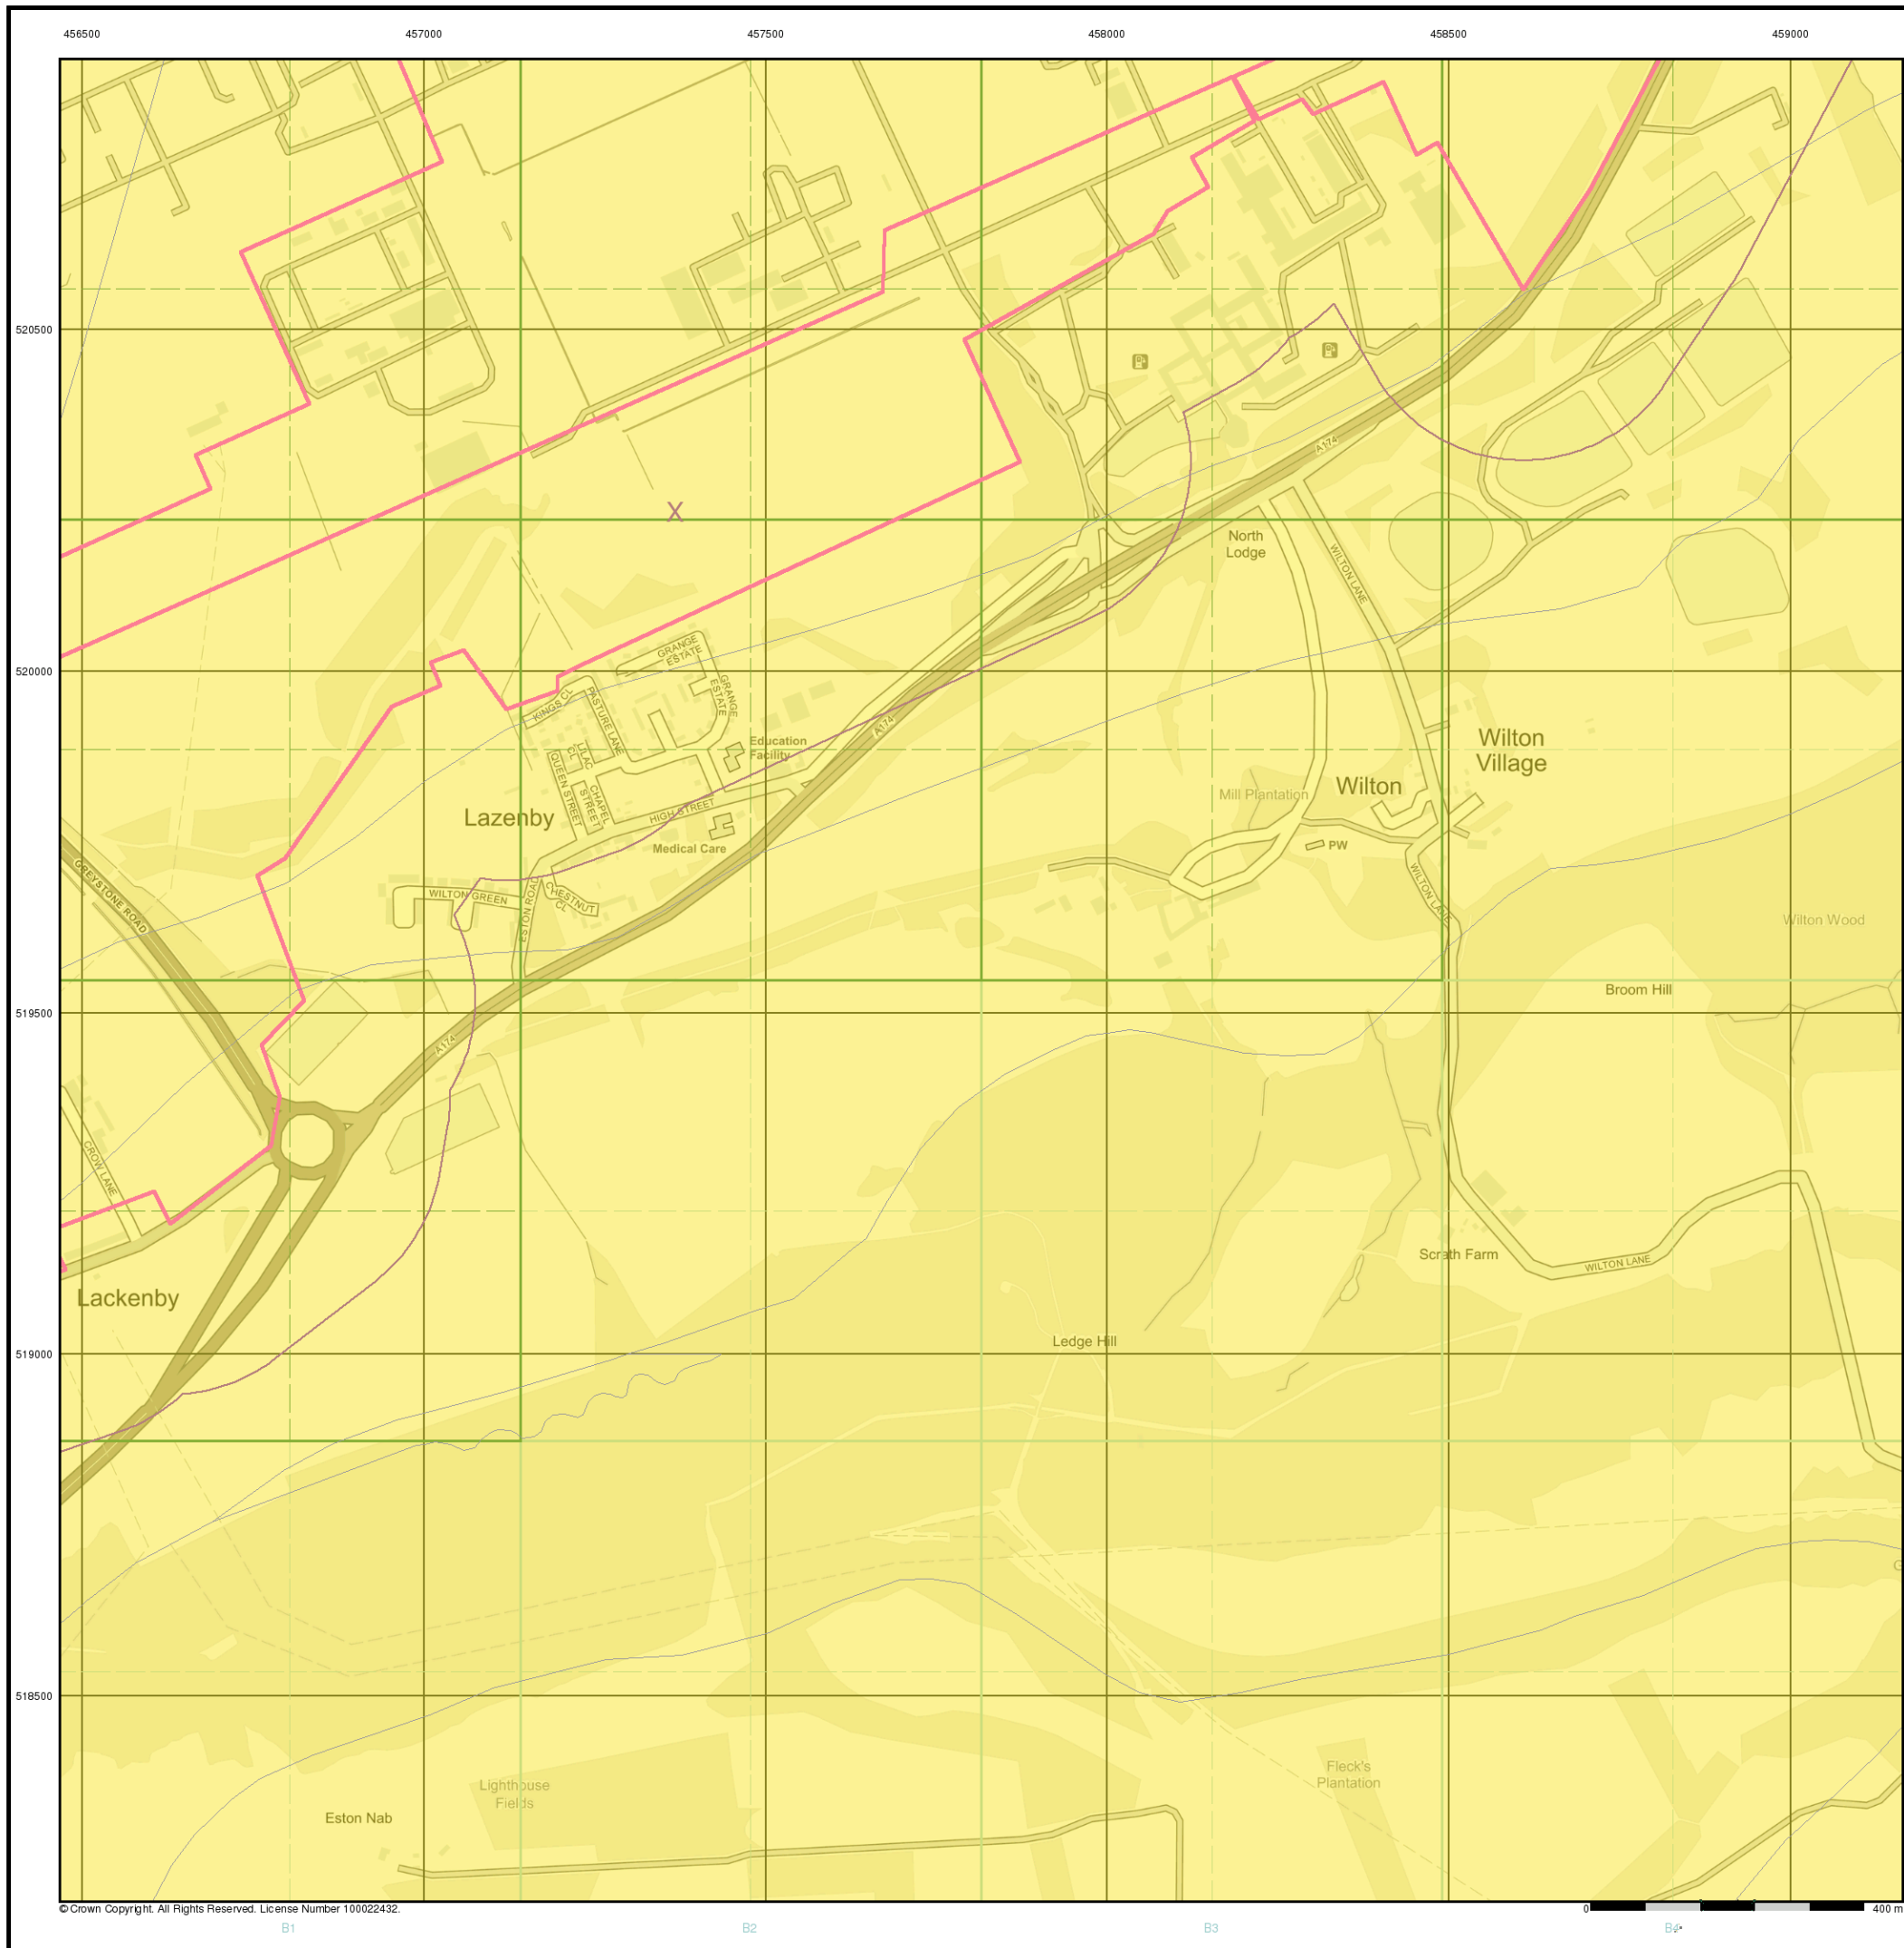 456500 457000 457500 458000 458500 459000
520500
520000
519500
519000
518500
X
A174
North
Lodge
WILTON LANE
GRANGE
ESTATE
GRANGE
ESTATE
KINGS CL
PASTURE LANE
A174
Education
Facility
LILAC
CL
QUEEN STREET
CHAPEL
STREET
HIGH STREET
Lazenby
Medical Care
Wilton
Village
Wilton
Mill Plantation
PW
WILTON LANE
GREYSTONE ROAD
WILTON GREEN
CHESTNUT
CL
ESTON ROAD
Wilton Wood
Broom Hill
A174
CROW LANE
Scrath Farm
WILTON LANE
Lackenby
Ledge Hill
Lighthouse
Fields
Fleck's
Plantation
Eston Nab
© Crown Copyright. All Rights Reserved. License Number 100022432.
0 400 m
B1 B2 B3 B4